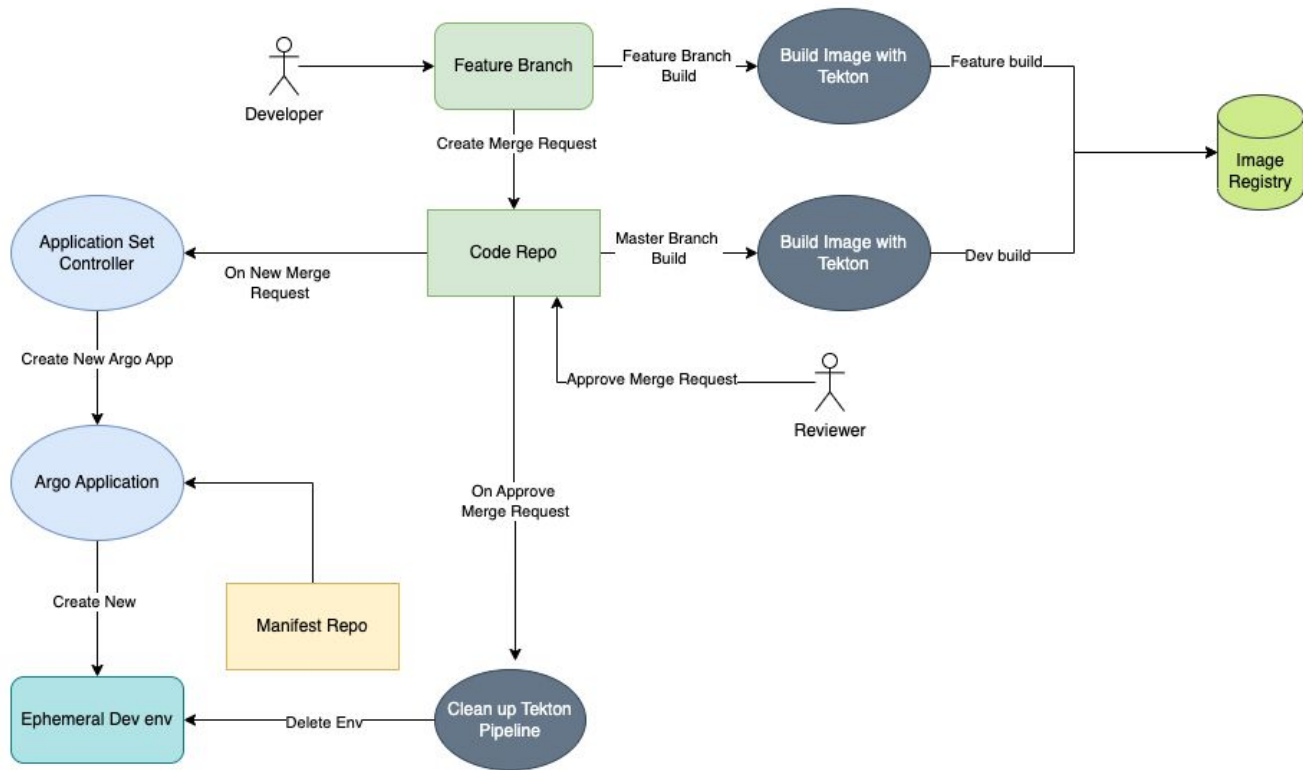 Developer
Feature Branch
Feature Branch
Build
Build Image with
Tekton
Feature build
Image
Registry
Create Merge Request
Application Set
Controller
On New Merge
Request
Code Repo
Master Branch
Build
Build Image with
Tekton
Dev build
Create New Argo App
Approve Merge Request
Reviewer
Argo Application
On Approve
Merge Request
Create New
Manifest Repo
Ephemeral Dev env
Delete Env
Clean up Tekton
Pipeline